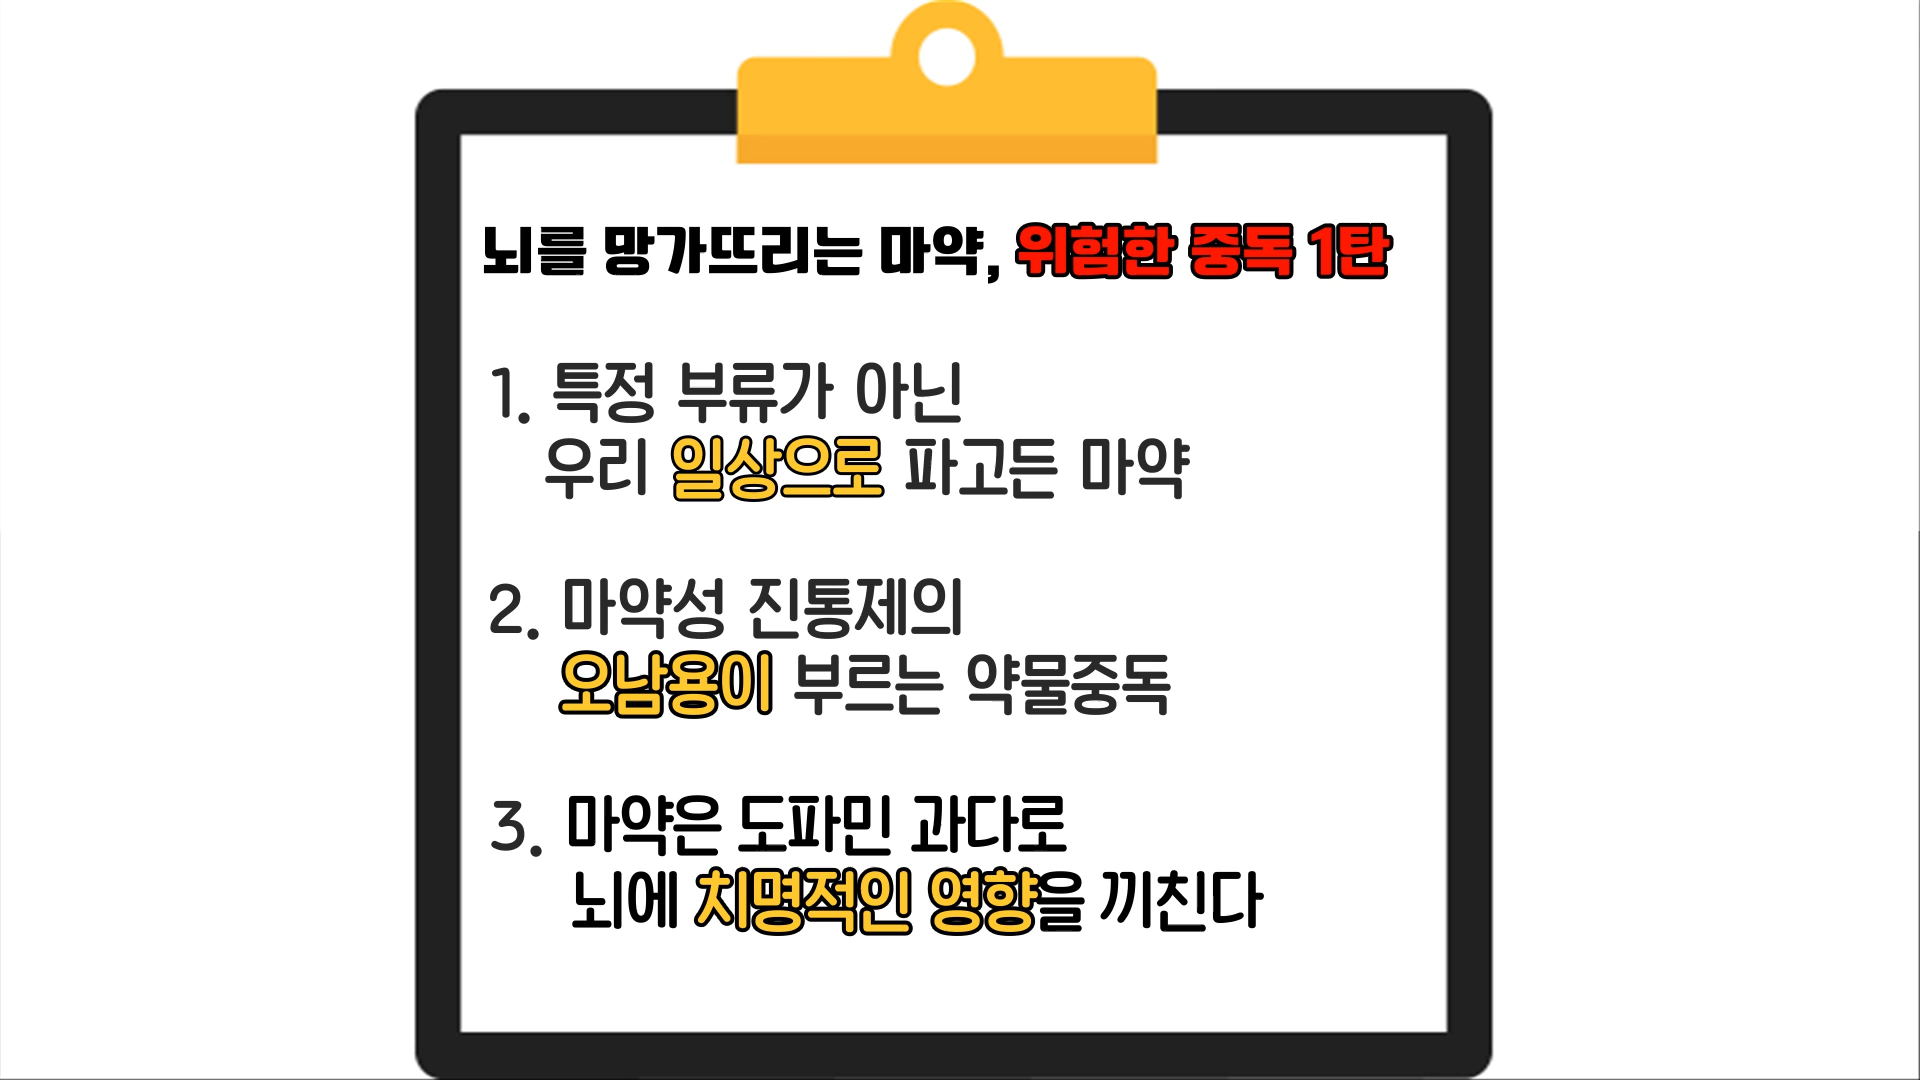 뇌를 망가뜨리는 마약, 위험한 중독 1탄
1. 특정 부류가 아닌
우리 일상으로 파고든 마약
2. 마약성 진통제의
오남용이 부르는 약물중독
3. 마약은 도파민 과다로
뇌에 치명적인 영향을 끼친다